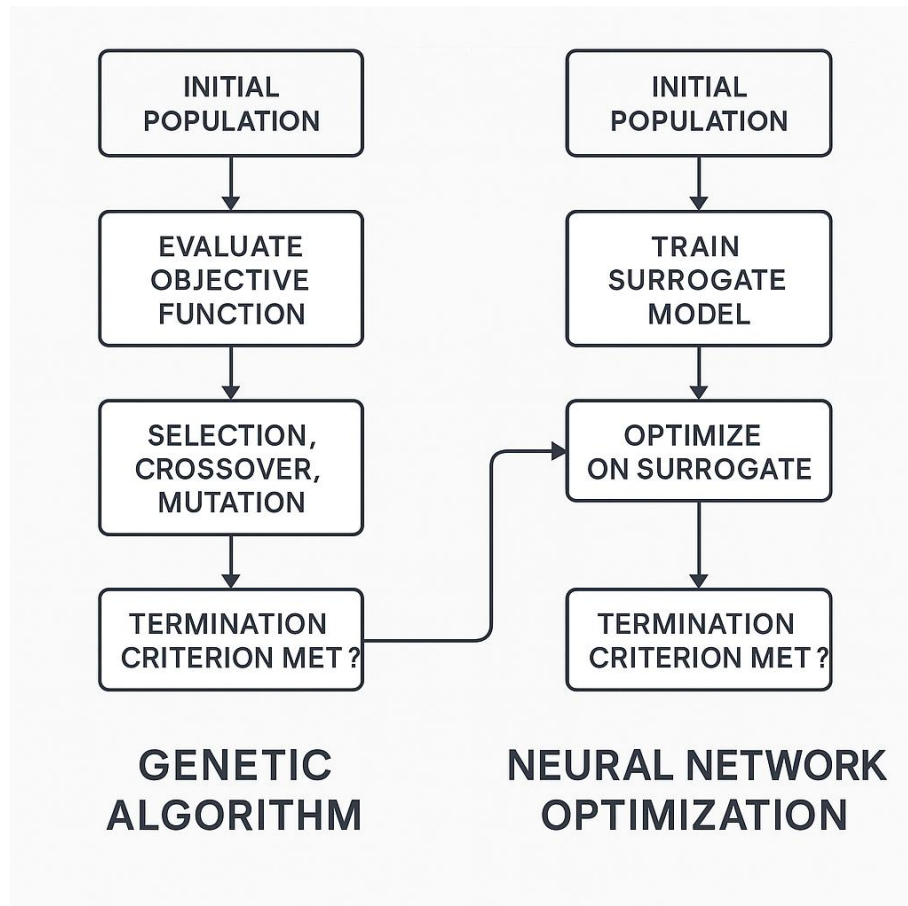 INITIAL
POPULATION
EVALUATE
OBJECTIVE
FUNCTION
SELECTION,
CROSSOVER,
MUTATION
TERMINATION
CRITERION MET ?
GENETIC
ALGORITHM
INITIAL
POPULATION
TRAIN
SURROGATE
MODEL
OPTIMIZE
ON SURROGATE
TERMINATION
CRITERION MET ?
NEURAL NETWORK
OPTIMIZATION